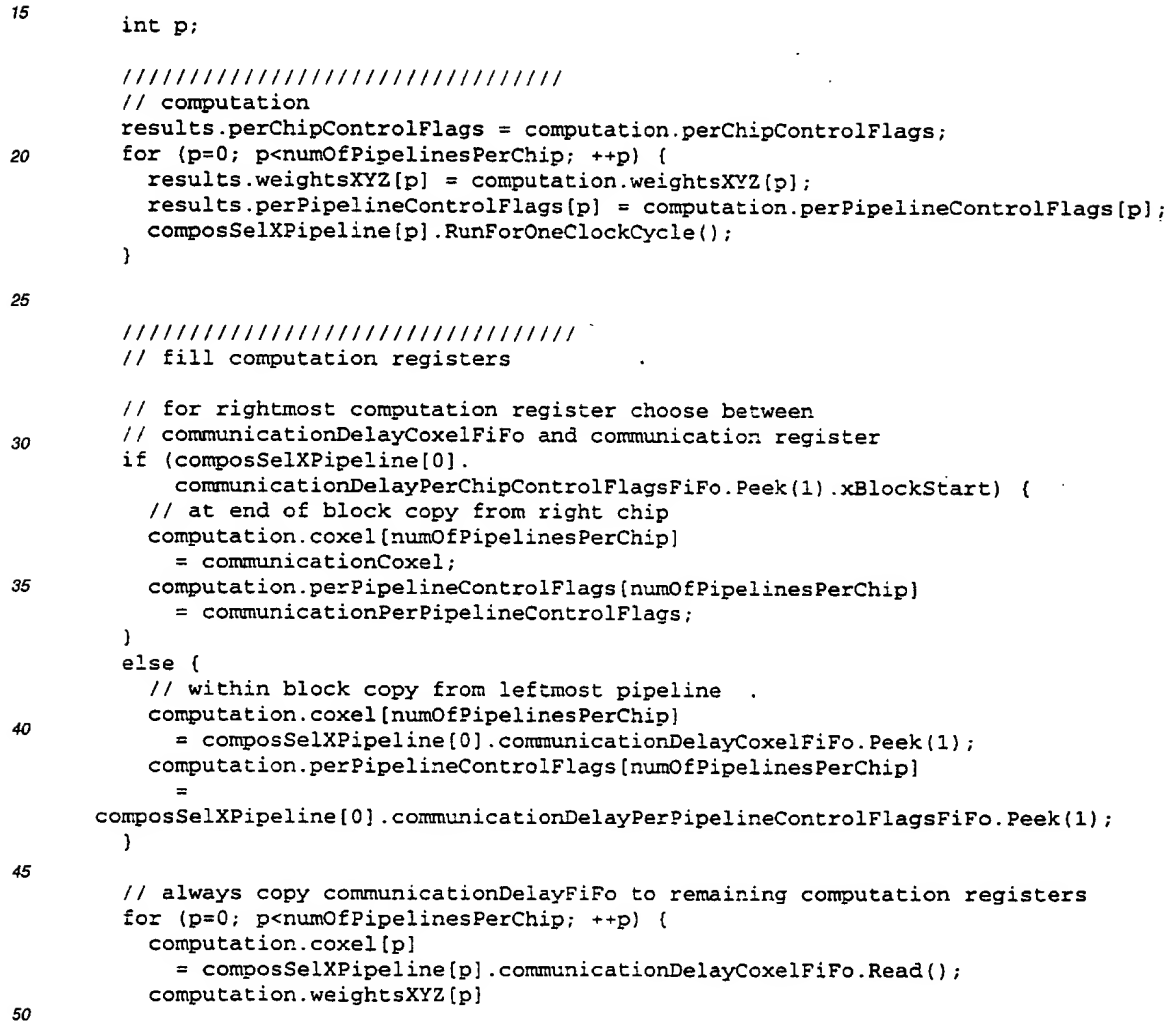 15
int p;
/////////////////////////////////
// computation
results.perChipControlFlags = computation.perChipControlFlags;
20 for (p=0; p<numOfPipelinesPerChip; ++p) {
results.weightsXYZ[p] = computation.weightsXYZ[p];
results.perPipelineControlFlags[p] = computation.perPipelineControlFlags[p];
composSelXPipeline[p].RunForOneClockCycle();
}
25
//////////////////////////////////
// fill computation registers
// for rightmost computation register choose between
30 // communicationDelayCoxelFiFo and communication register
if (composSelXPipeline[0].
communicationDelayPerChipControlFlagsFiFo.Peek(1).xBlockStart) {
// at end of block copy from right chip
computation.coxel[numOfPipelinesPerChip]
= communicationCoxel;
35 computation.perPipelineControlFlags[numOfPipelinesPerChip]
= communicationPerPipelineControlFlags;
}
else {
// within block copy from leftmost pipeline
computation.coxel[numOfPipelinesPerChip]
40 = composSelXPipeline[0].communicationDelayCoxelFiFo.Peek(1);
computation.perPipelineControlFlags[numOfPipelinesPerChip]
=
composSelXPipeline[0].communicationDelayPerPipelineControlFlagsFiFo.Peek(1);
}
45
// always copy communicationDelayFiFo to remaining computation registers
for (p=0; p<numOfPipelinesPerChip; ++p) {
computation.coxel[p]
= composSelXPipeline[p].communicationDelayCoxelFiFo.Read();
computation.weightsXYZ[p]
50